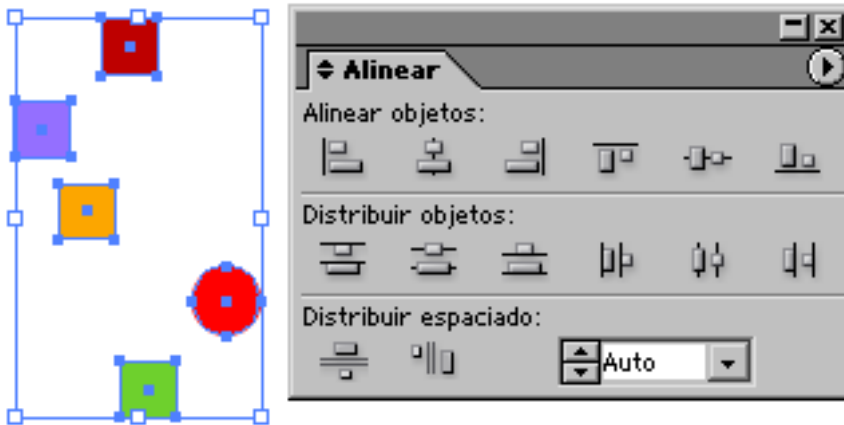 Alinear
Alinear objetos:
Distribuir objetos:
Distribuir espaciado:
Auto